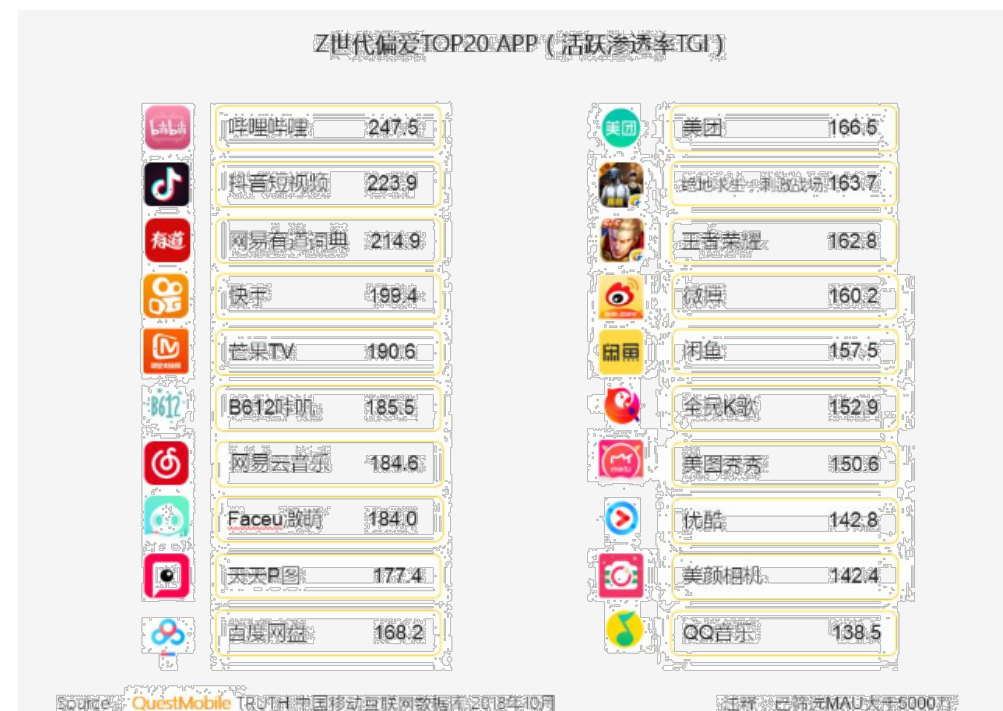 Z世代偏爱TOP20 APP（活跃渗透率TGI）
bilibili
哔哩哔哩 247.5
抖音短视频 223.9
有道
网易有道词典 214.9
快手 199.4
芒果TV 190.6
B612
B612咔叽 185.5
网易云音乐 184.6
Faceu激萌 184.0
天天P图 177.4
百度网盘 168.2
美团
美团 166.5
绝地求生 刺激战场 163.7
王者荣耀 162.8
微博 160.2
闲鱼
闲鱼 157.5
全民K歌 152.9
meitu
美图秀秀 150.6
优酷 142.8
美颜相机 142.4
QQ音乐 138.5
Source：QuestMobile TRUTH 中国移动互联网数据库 2018年10月
注释：已筛选MAU大于5000万